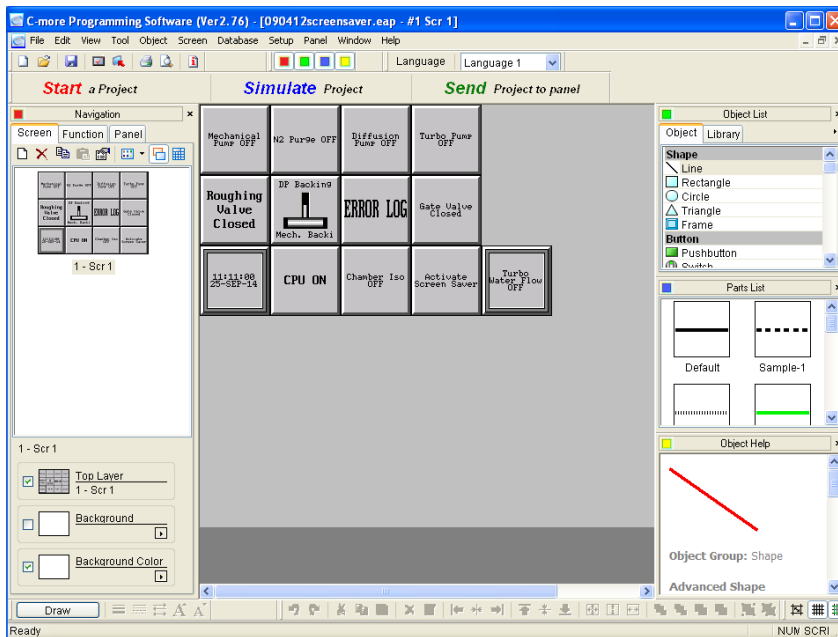 C-more Programming Software (Ver2.76) - [090412screensaver.eap - #1 Scr 1]
File Edit View Tool Object Screen Database Setup Panel Window Help
Language Language 1
Start a Project Simulate Project Send Project to panel
Navigation
Screen Function Panel
1 - Scr 1
1 - Scr 1
Top Layer
1 - Scr 1
Background
Background Color
Mechanical
Pump OFF
N2 Purge OFF
Diffusion
Pump OFF
Turbo Pump
OFF
Roughing
Valve
Closed
DP Backing
Mech. Backi
ERROR LOG
Gate Valve
Closed
11:11:00
25-SEP-14
CPU ON
Chamber Iso
OFF
Activate
Screen Saver
Turbo
Water Flow
OFF
Object List
Object Library
Shape
Line
Rectangle
Circle
Triangle
Frame
Button
Pushbutton
Switch
Parts List
Default Sample-1
Object Help
Object Group: Shape
Advanced Shape
Draw
Ready
NUM SCRI